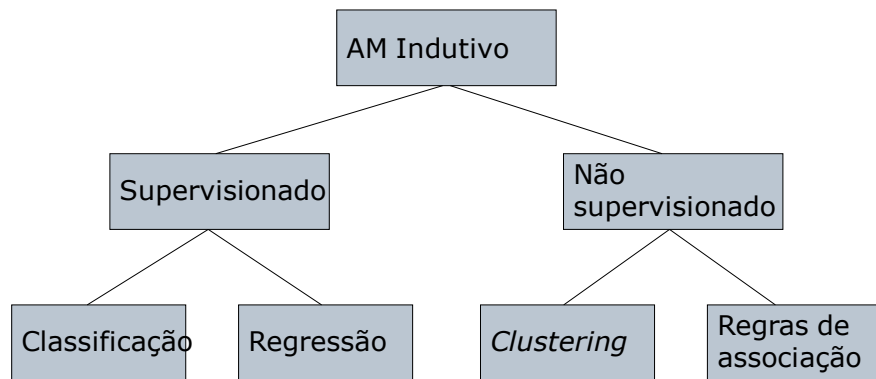 AM Indutivo
Supervisionado
Não
supervisionado
Classificação
Regressão
Clustering
Regras de
associação